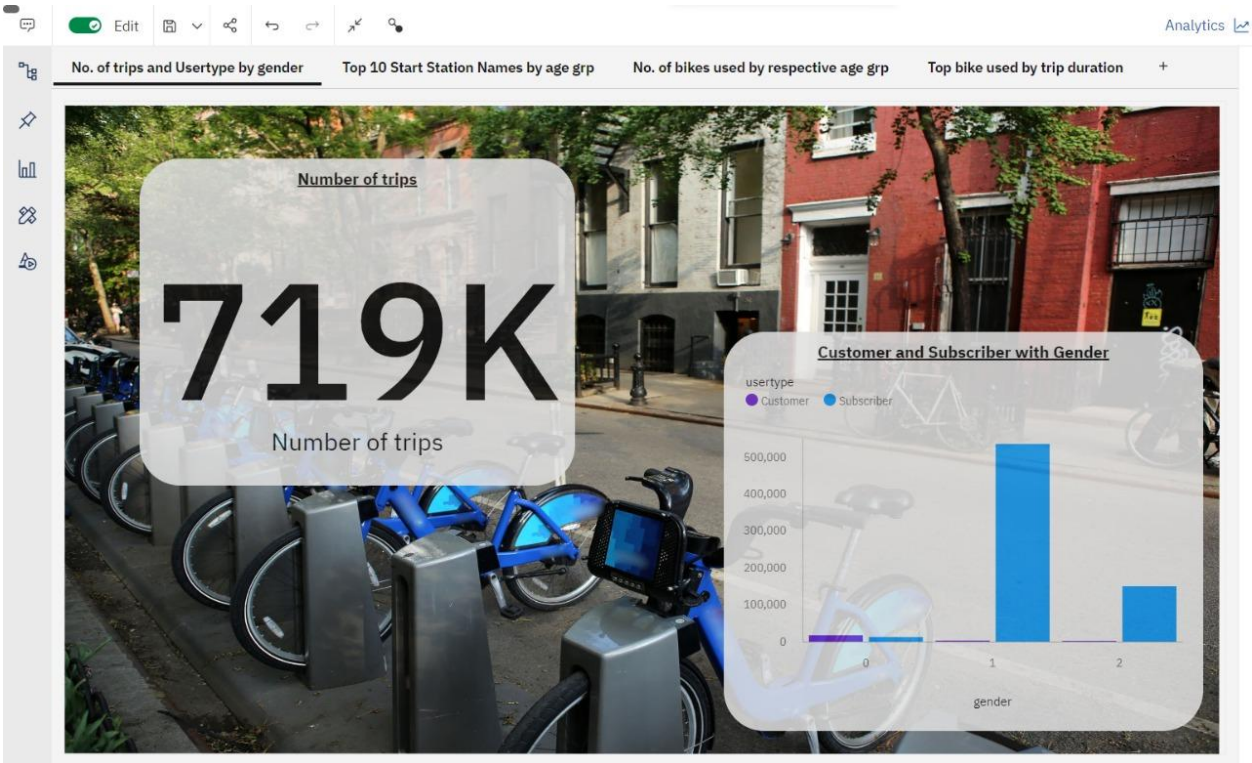 Edit
Analytics
No. of trips and Usertype by gender
Top 10 Start Station Names by age grp
No. of bikes used by respective age grp
Top bike used by trip duration
+
Number of trips
719K
Number of trips
Customer and Subscriber with Gender
usertype
Customer
Subscriber
500,000
400,000
300,000
200,000
100,000
0
0
1
2
gender